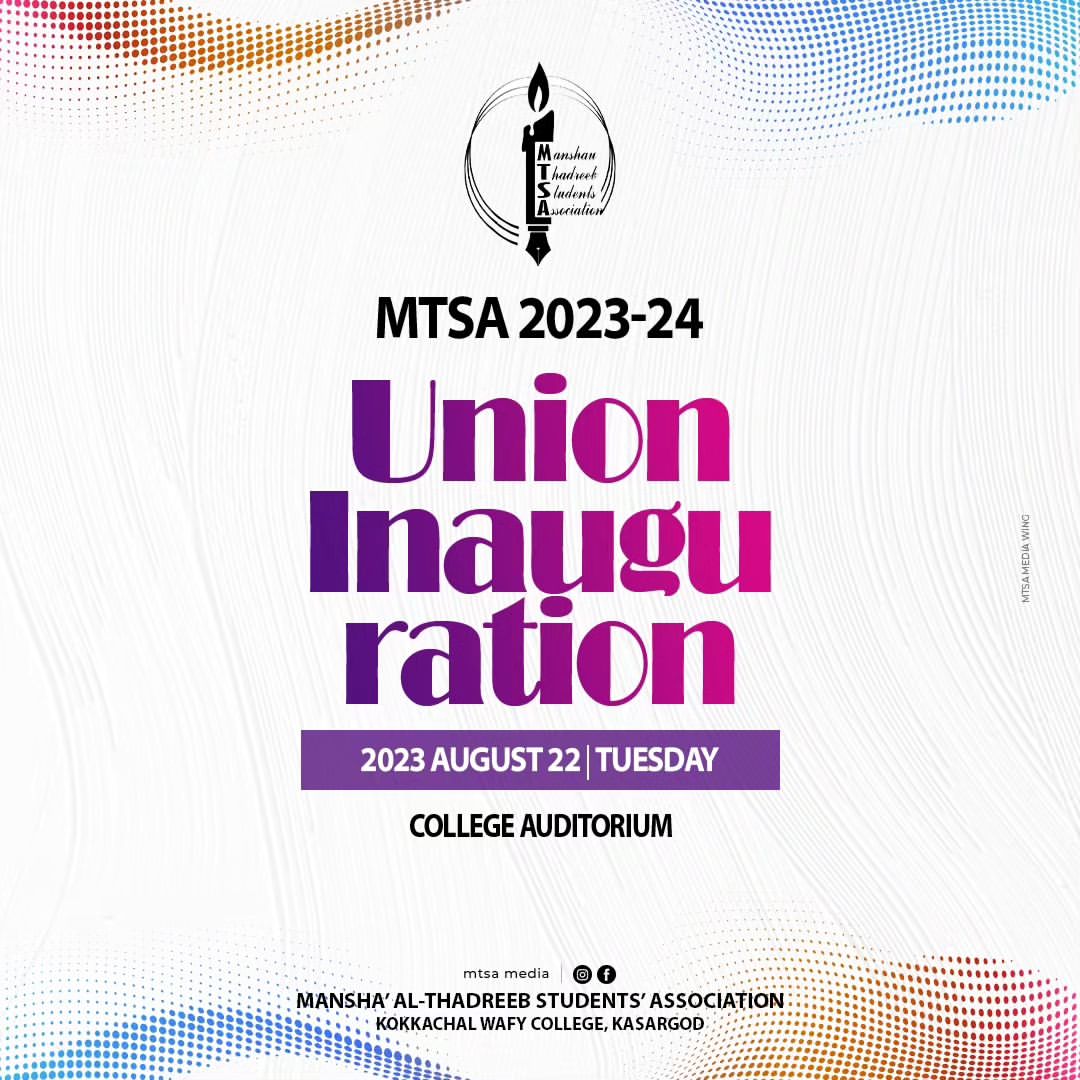 Manshau
Thadreeb
Students
Association
MTSA 2023-24
Union
Inaugu
ration
2023 AUGUST 22 | TUESDAY
COLLEGE AUDITORIUM
MTSA MEDIA WING
mtsa media
MANSHA’ AL-THADREEB STUDENTS’ ASSOCIATION
KOKKACHAL WAFY COLLEGE, KASARGOD